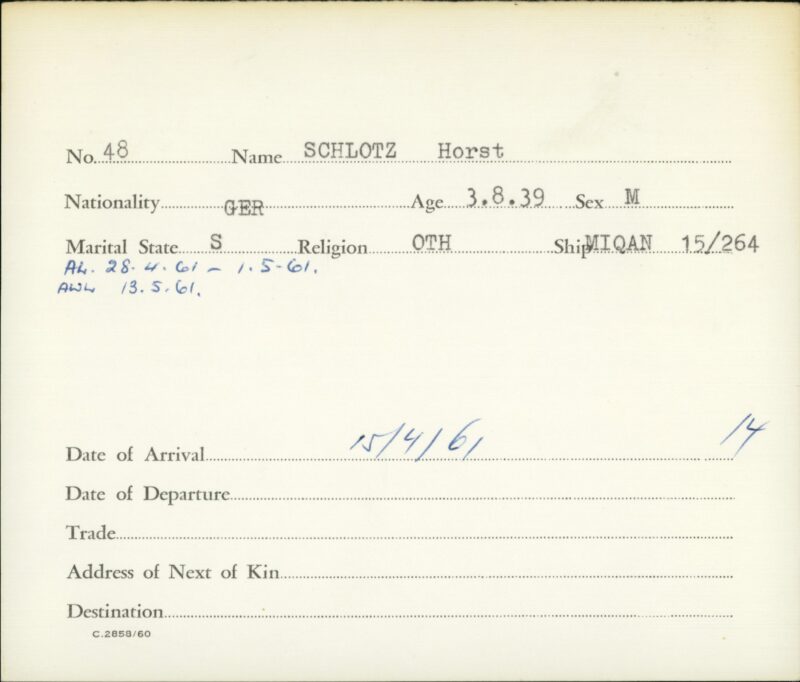 No. 48 Name SCHLOTZ Horst
Nationality GER Age 3.8.39 Sex M
Marital State S Religion OTH Ship MIQAN 15/264
AL. 28.4.61 – 1.5-61.
AWL 13.5.61.
Date of Arrival 15/4/61 14
Date of Departure
Trade
Address of Next of Kin
Destination
C.2858/60